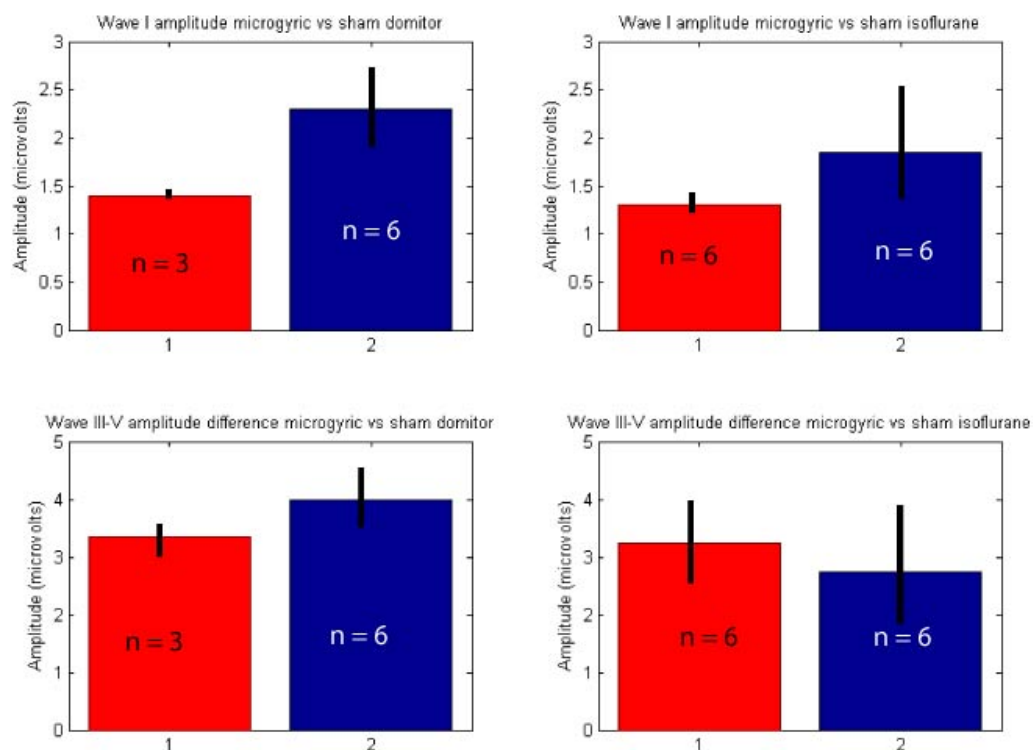 Wave I amplitude microgyric vs sham domitor
Amplitude (microvolts)
3
2.5
2
1.5
1
0.5
0
n = 3
n = 6
1
2
Wave I amplitude microgyric vs sham isoflurane
Amplitude (microvolts)
3
2.5
2
1.5
1
0.5
0
n = 6
n = 6
1
2
Wave III-V amplitude difference microgyric vs sham domitor
Amplitude (microvolts)
5
4
3
2
1
0
n = 3
n = 6
1
2
Wave III-V amplitude difference microgyric vs sham isoflurane
Amplitude (microvolts)
5
4
3
2
1
0
n = 6
n = 6
1
2